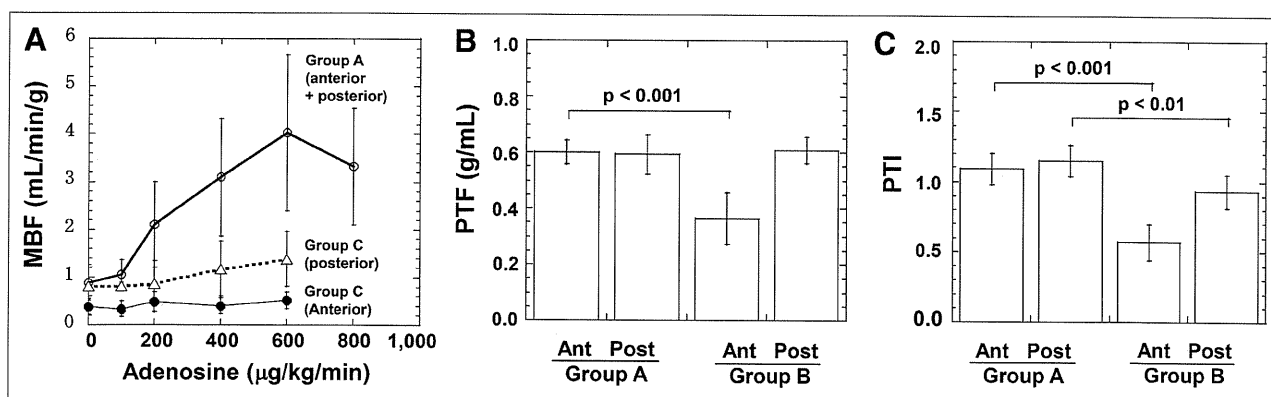 A
6
5
4
3
2
1
0
MBF (mL/min/g)
Group A
(anterior
+ posterior)
Group C
(posterior)
Group C
(Anterior)
0 200 400 600 800 1,000
Adenosine (µg/kg/min)
B
1.0
0.8
0.6
0.4
0.2
0.0
PTF (g/mL)
p < 0.001
Ant Post Ant Post
Group A Group B
C
2.0
1.5
1.0
0.5
0.0
PTI
p < 0.001
p < 0.01
Ant Post Ant Post
Group A Group B